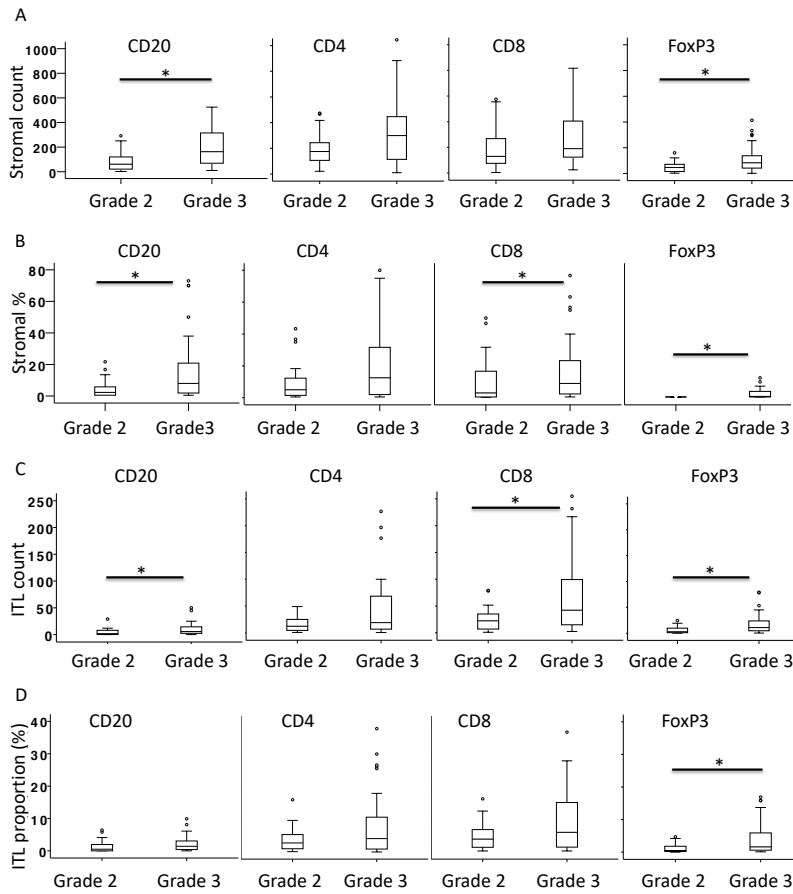 A
CD20 CD4 CD8 FoxP3
Stromal count
1000
800
600
400
200
0
* *
Grade 2 Grade 3 Grade 2 Grade 3 Grade 2 Grade 3 Grade 2 Grade 3
B
CD20 CD4 CD8 FoxP3
Stromal %
80
60
40
20
0
* * *
Grade 2 Grade3 Grade 2 Grade 3 Grade 2 Grade 3 Grade 2 Grade 3
C
CD20 CD4 CD8 FoxP3
ITL count
250
200
150
100
50
0
* * *
Grade 2 Grade 3 Grade 2 Grade 3 Grade 2 Grade 3 Grade 2 Grade 3
D
CD20 CD4 CD8 FoxP3
ITL proportion (%)
40
30
20
10
0
*
Grade 2 Grade 3 Grade 2 Grade 3 Grade 2 Grade 3 Grade 2 Grade 3